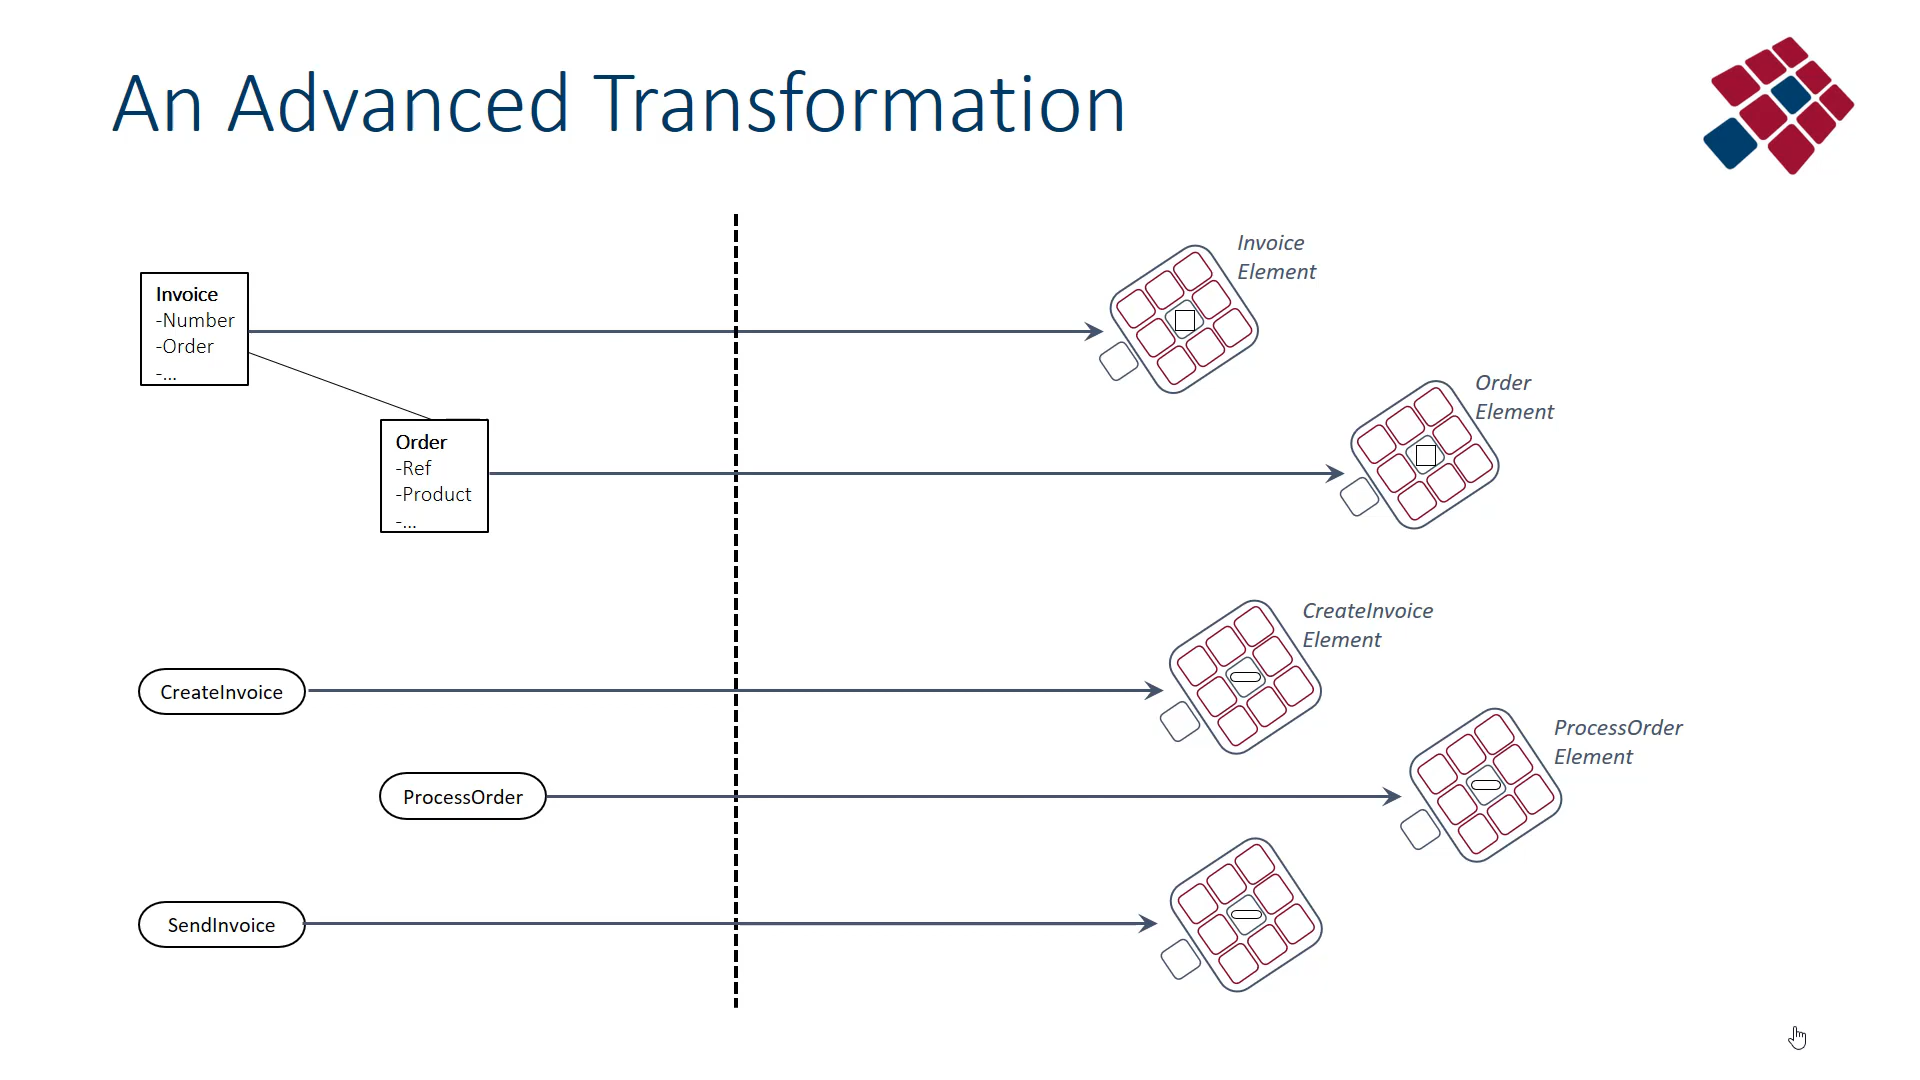 An Advanced Transformation
Invoice
Element
Invoice
-Number
-Order
-...
Order
Element
Order
-Ref
-Product
-...
CreateInvoice
Element
CreateInvoice
ProcessOrder
Element
ProcessOrder
SendInvoice